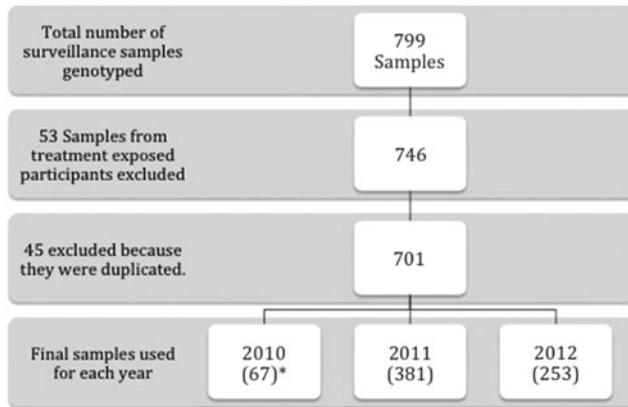 Total number of
surveillance samples
genotyped
799
Samples
53 Samples from
treatment exposed
participants excluded
746
45 excluded because
they were duplicated.
701
Final samples used
for each year
2010
(67)*
2011
(381)
2012
(253)